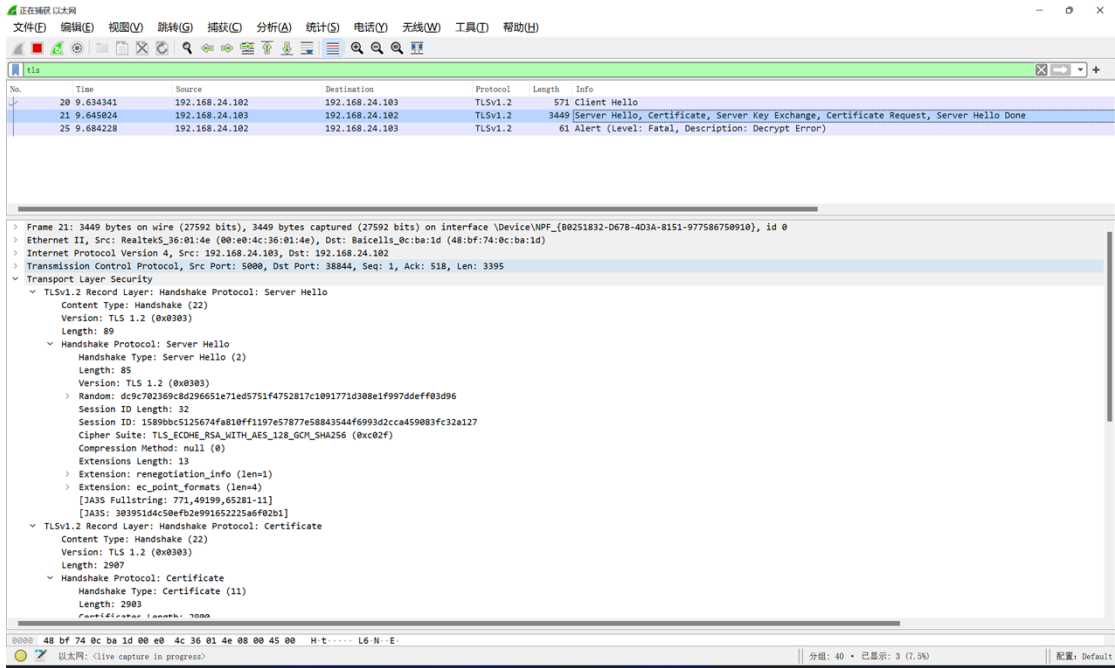 正在捕获 以太网
文件(F) 编辑(E) 视图(V) 跳转(G) 捕获(C) 分析(A) 统计(S) 电话(Y) 无线(W) 工具(T) 帮助(H)
tls
No. Time Source Destination Protocol Length Info
20 9.634341 192.168.24.102 192.168.24.103 TLSv1.2 571 Client Hello
21 9.645024 192.168.24.103 192.168.24.102 TLSv1.2 3449 Server Hello, Certificate, Server Key Exchange, Certificate Request, Server Hello Done
25 9.684228 192.168.24.102 192.168.24.103 TLSv1.2 61 Alert (Level: Fatal, Description: Decrypt Error)
Frame 21: 3449 bytes on wire (27592 bits), 3449 bytes captured (27592 bits) on interface \Device\NPF_{B0251832-D67B-4D3A-8151-977586750910}, id 0
Ethernet II, Src: RealtekS_36:01:4e (00:e0:4c:36:01:4e), Dst: Baicells_0c:ba:1d (48:bf:74:0c:ba:1d)
Internet Protocol Version 4, Src: 192.168.24.103, Dst: 192.168.24.102
Transmission Control Protocol, Src Port: 5000, Dst Port: 38844, Seq: 1, Ack: 518, Len: 3395
Transport Layer Security
TLSv1.2 Record Layer: Handshake Protocol: Server Hello
Content Type: Handshake (22)
Version: TLS 1.2 (0x0303)
Length: 89
Handshake Protocol: Server Hello
Handshake Type: Server Hello (2)
Length: 85
Version: TLS 1.2 (0x0303)
Random: dc9c702369c8d296651e71ed5751f4752817c1091771d308e1f997ddeff03d96
Session ID Length: 32
Session ID: 1589bbc5125674fa810ff1197e57877e58843544f6993d2cca459083fc32a127
Cipher Suite: TLS_ECDHE_RSA_WITH_AES_128_GCM_SHA256 (0xc02f)
Compression Method: null (0)
Extensions Length: 13
Extension: renegotiation_info (len=1)
Extension: ec_point_formats (len=4)
[JA3S Fullstring: 771,49199,65281-11]
[JA3S: 303951d4c50efb2e991652225a6f02b1]
TLSv1.2 Record Layer: Handshake Protocol: Certificate
Content Type: Handshake (22)
Version: TLS 1.2 (0x0303)
Length: 2907
Handshake Protocol: Certificate
Handshake Type: Certificate (11)
Length: 2903
Certificates Length: 2900
0000 48 bf 74 0c ba 1d 00 e0 4c 36 01 4e 08 00 45 00 H·t····· L6·N··E·
以太网: <live capture in progress> 分组: 40 · 已显示: 3 (7.5%) 配置: Default